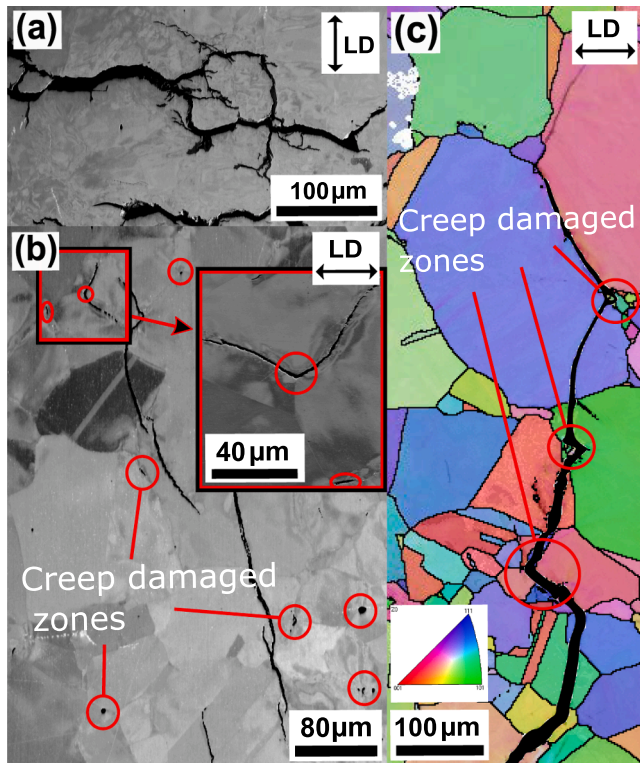 (a)
LD
100µm
(b)
LD
40µm
Creep damaged
zones
80µm
(c)
LD
Creep damaged
zones
111
001
101
100µm